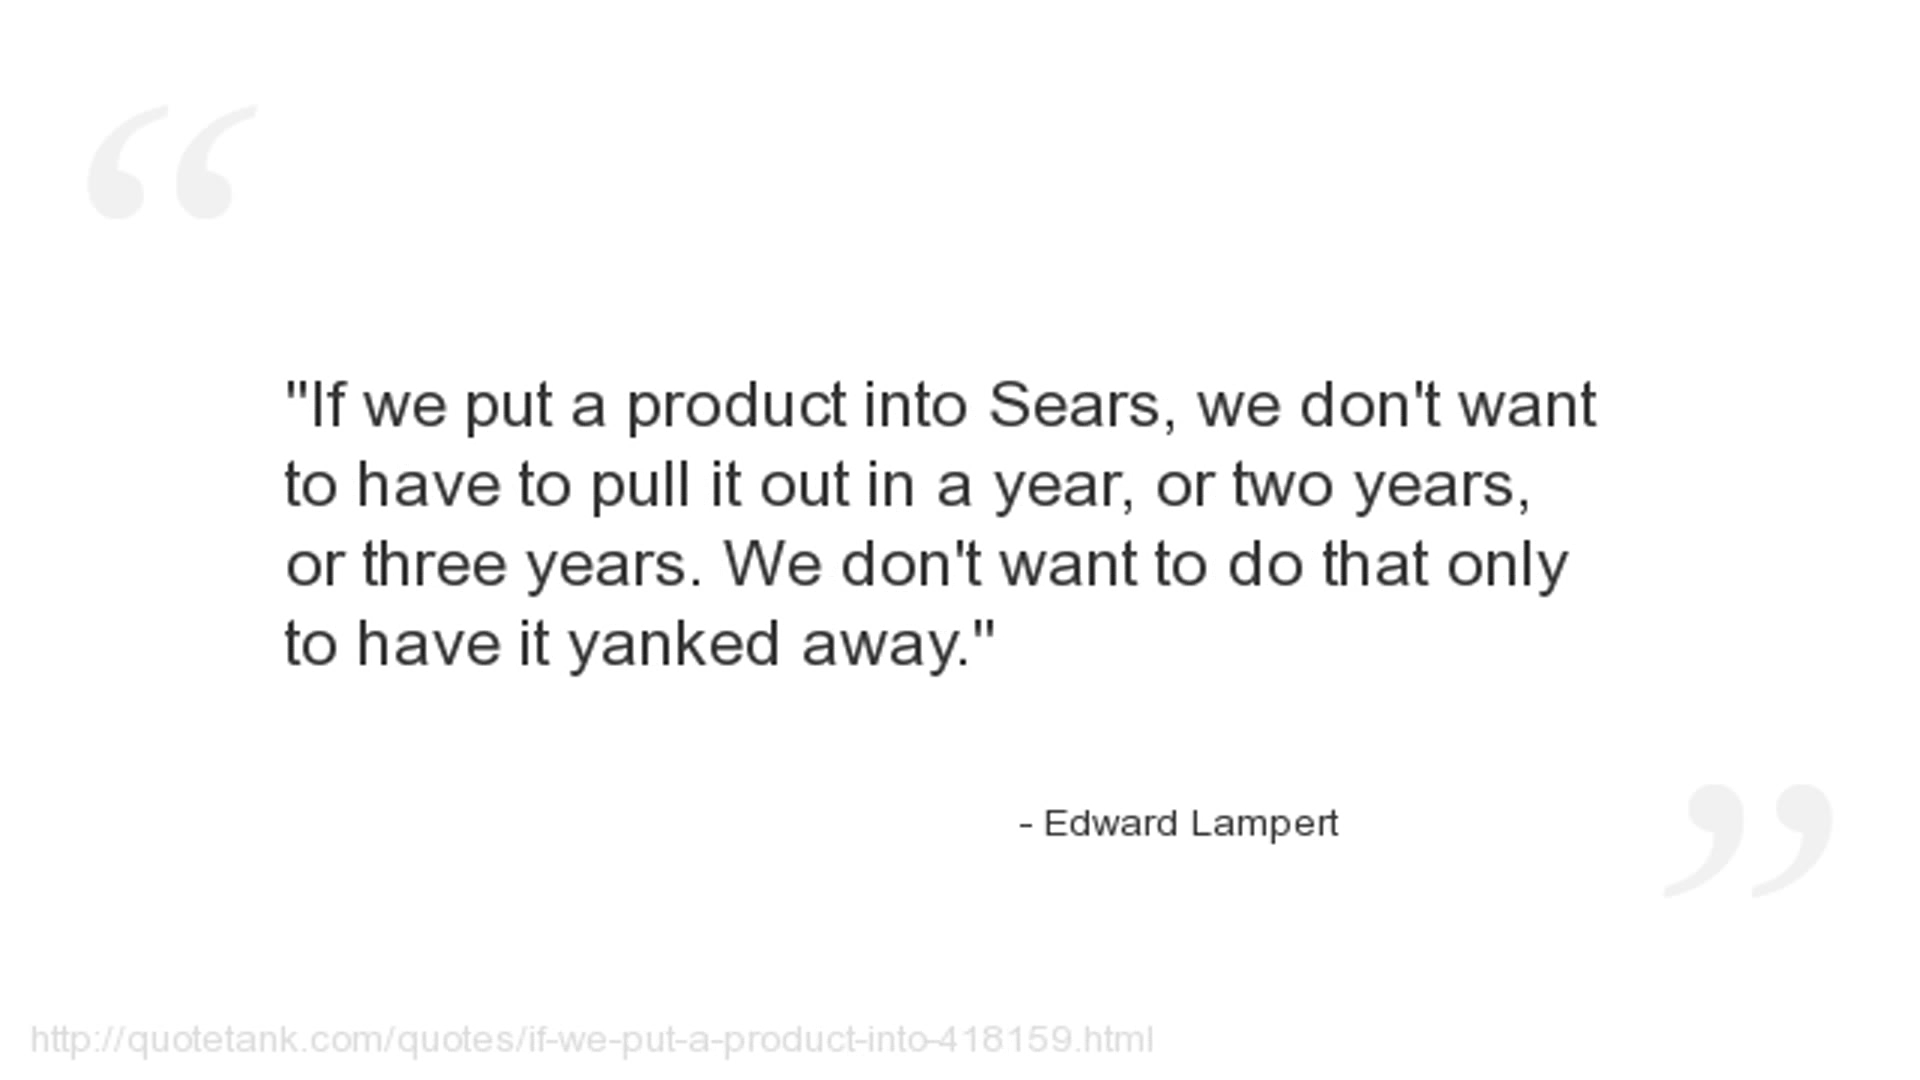 "If we put a product into Sears, we don't want
to have to pull it out in a year, or two years,
or three years. We don't want to do that only
to have it yanked away."
- Edward Lampert
http://quotetank.com/quotes/if-we-put-a-product-into-418159.html